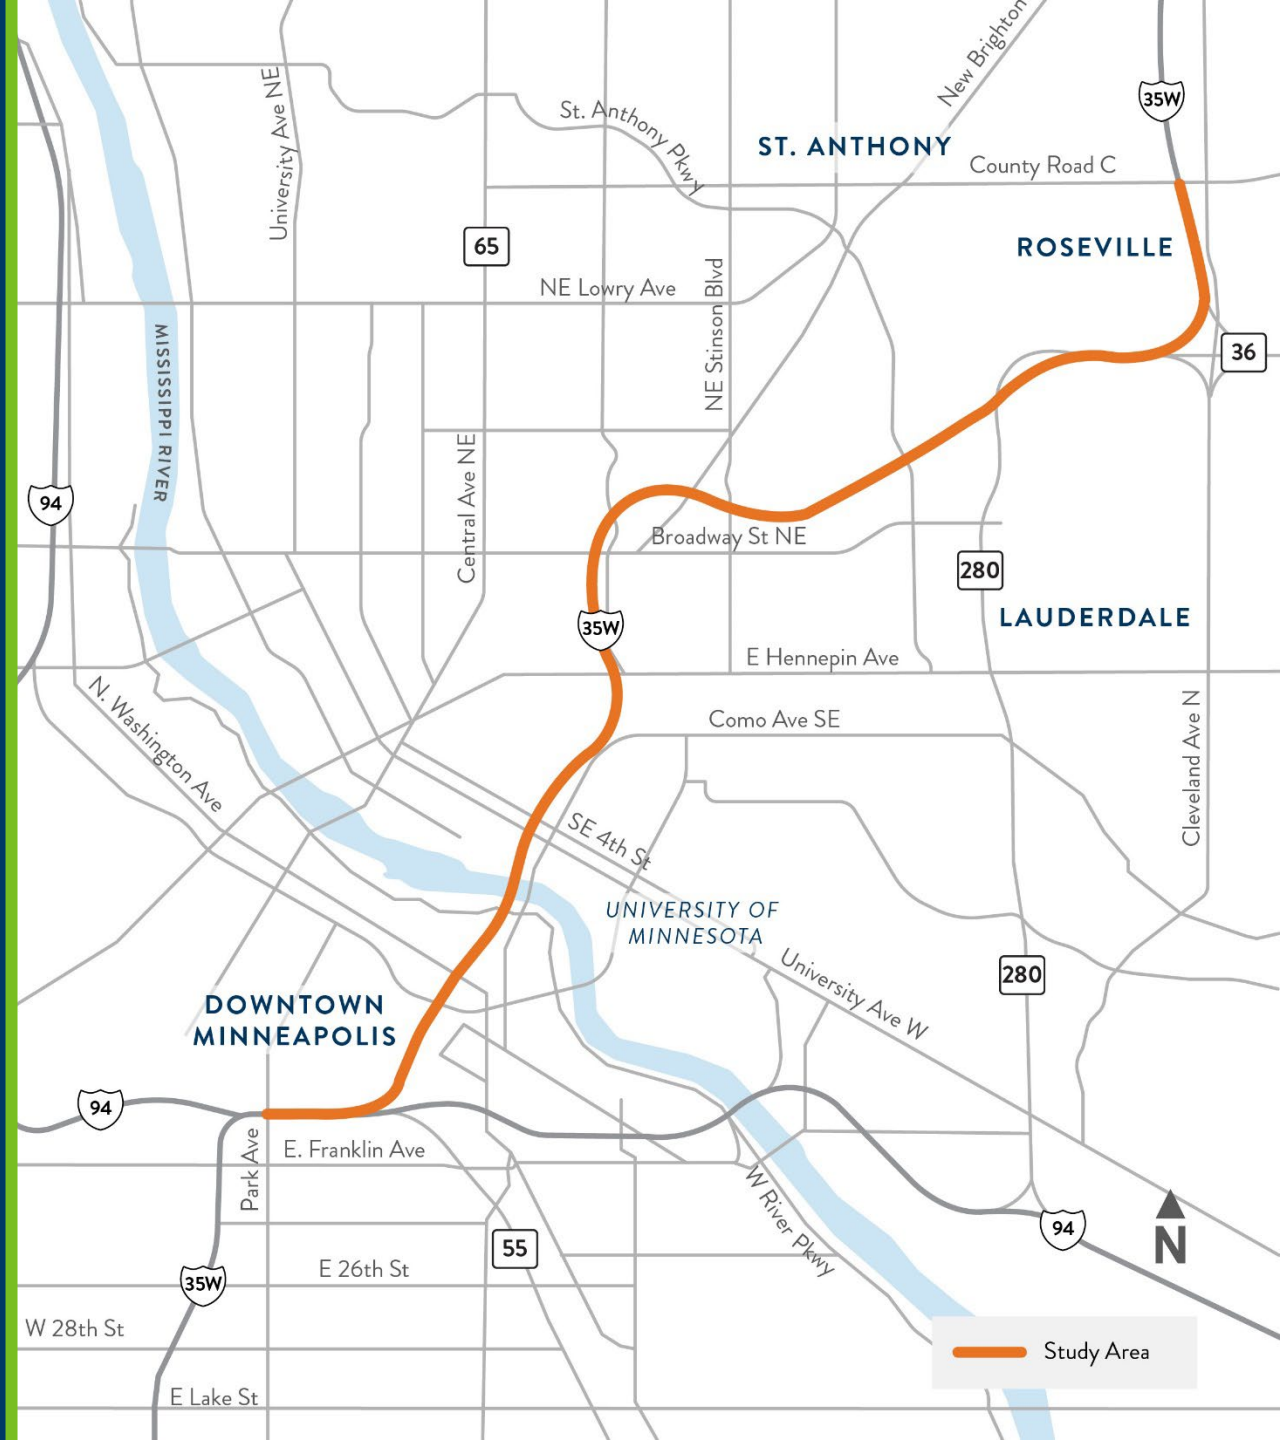 New Brighton
35W
University Ave NE
St. Anthony Pkwy
ST. ANTHONY
County Road C
65
ROSEVILLE
NE Lowry Ave
NE Stinson Blvd
36
MISSISSIPPI RIVER
94
Central Ave NE
Broadway St NE
280
35W
LAUDERDALE
E Hennepin Ave
N. Washington Ave
Como Ave SE
Cleveland Ave N
SE 4th St
UNIVERSITY OF
MINNESOTA
University Ave W
280
DOWNTOWN
MINNEAPOLIS
94
E. Franklin Ave
Park Ave
W River Pkwy
94
N
55
E 26th St
35W
W 28th St
Study Area
E Lake St